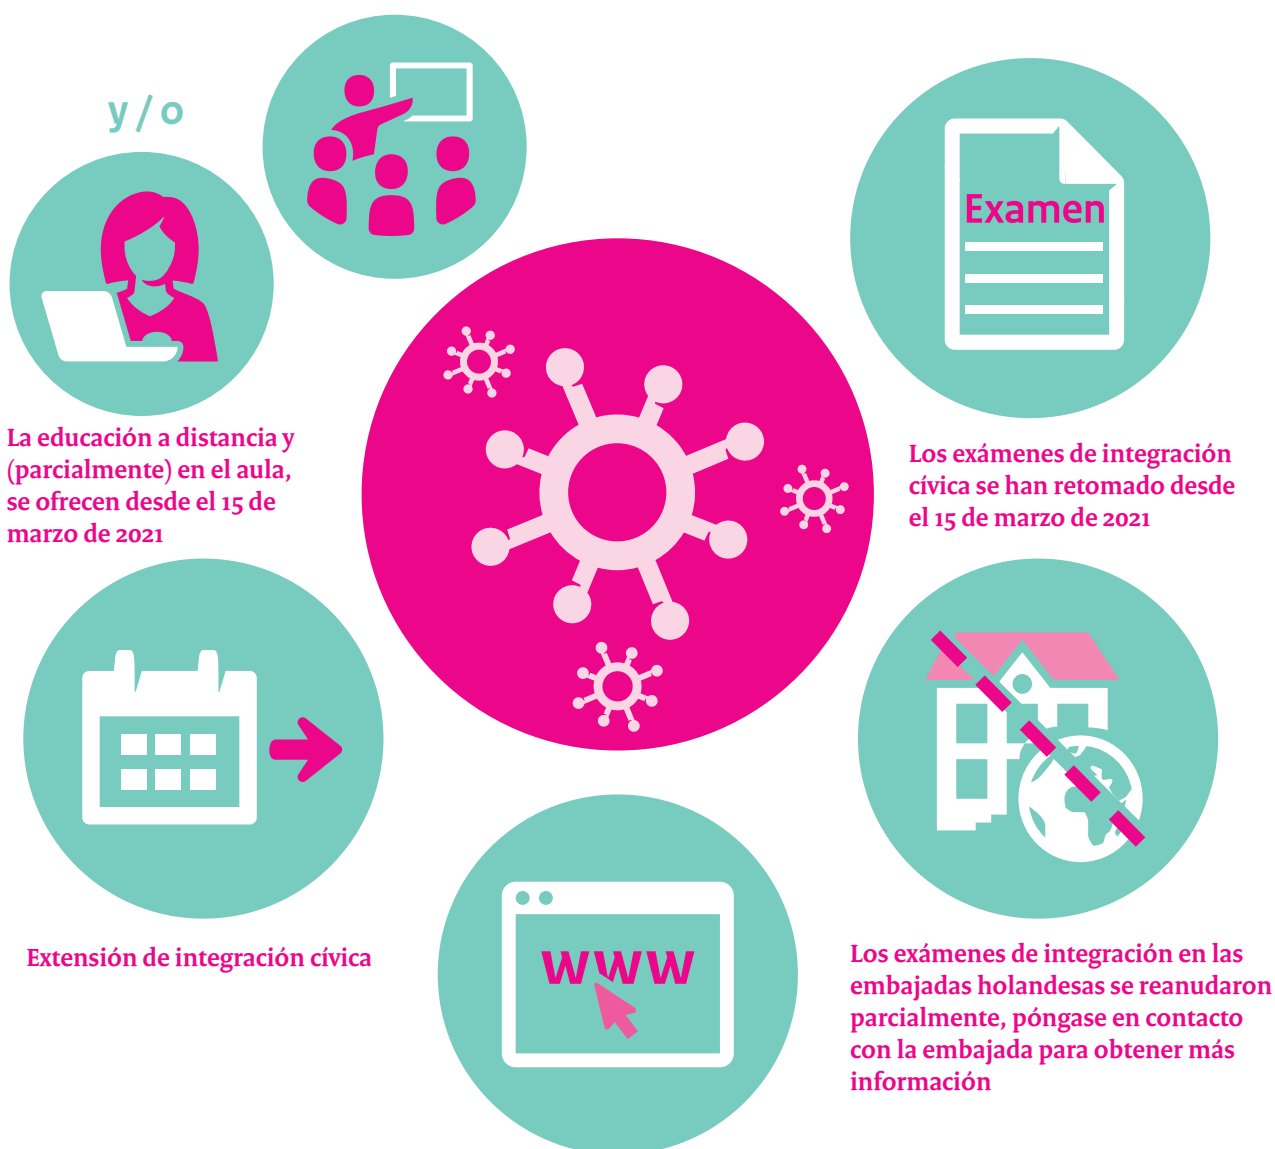 y/o
La educación a distancia y
(parcialmente) en el aula,
se ofrecen desde el 15 de
marzo de 2021
Examen
Los exámenes de integración
cívica se han retomado desde
el 15 de marzo de 2021
Extensión de integración cívica
www
Los exámenes de integración en las
embajadas holandesas se reanudaron
parcialmente, póngase en contacto
con la embajada para obtener más
información